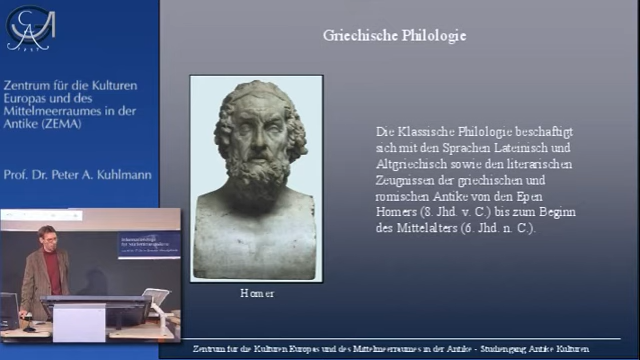 Zentrum für die Kulturen
Europas und des
Mittelmeerraumes in der
Antike (ZEMA)
Prof. Dr. Peter A. Kuhlmann
Griechische Philologie
Die Klassische Philologie beschäftigt
sich mit den Sprachen Lateinisch und
Altgriechisch sowie den literarischen
Zeugnissen der griechischen und
römischen Antike von den Epen
Homers (8. Jhd. v. C.) bis zum Beginn
des Mittelalters (6. Jhd. n. C.).
Homer
Zentrum für die Kulturen Europas und des Mittelmeerraumes in der Antike - Studiengang Antike Kulturen